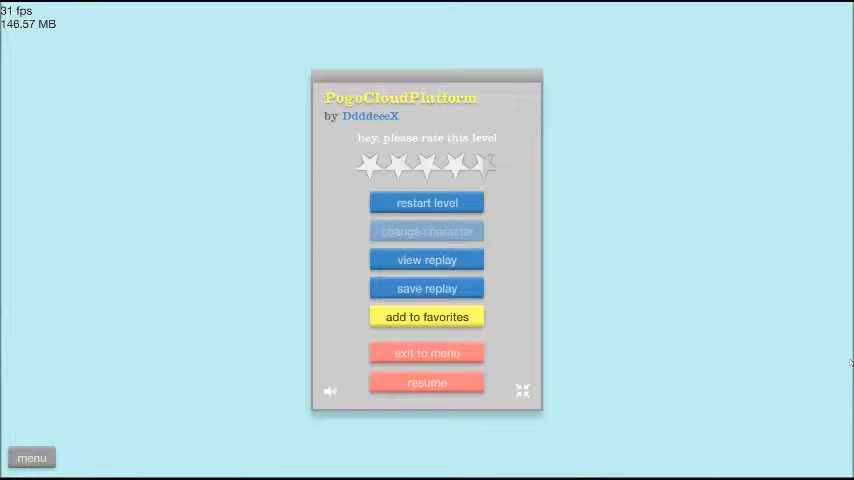 31 fps
146.57 MB
PogoCloudPlatform
by DdddeeeX
hey, please rate this level
restart level
change character
view replay
save replay
add to favorites
exit to menu
resume
menu